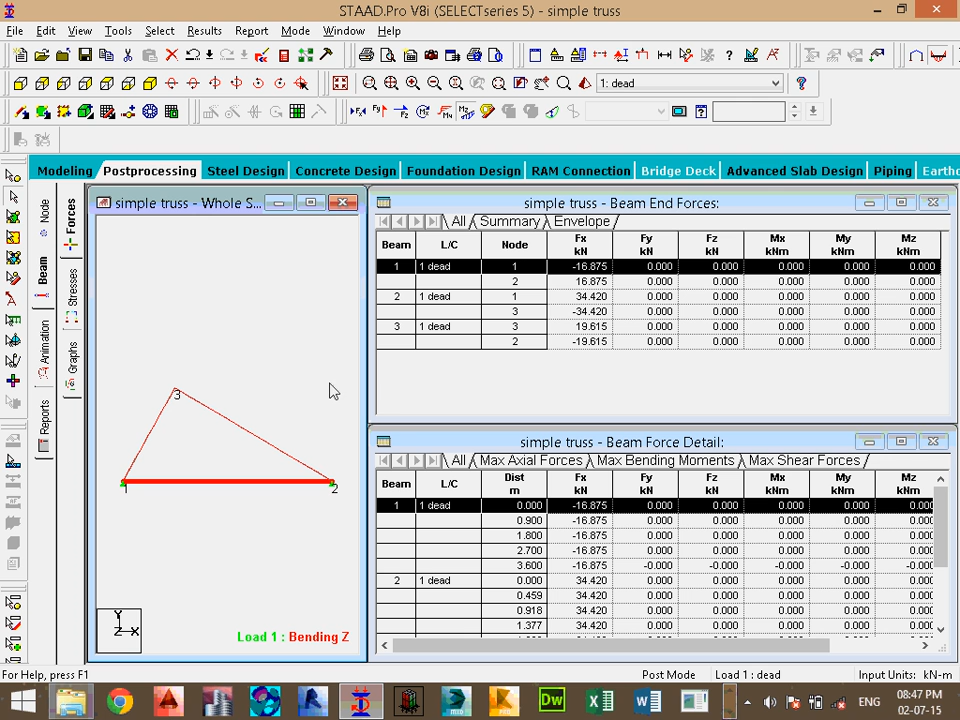 STAAD.Pro V8i (SELECTseries 5) - simple truss
File Edit View Tools Select Results Report Mode Window Help
1: dead
Modeling Postprocessing Steel Design Concrete Design Foundation Design RAM Connection Bridge Deck Advanced Slab Design Piping Earth
Node
Beam
Animation
Reports
Forces
Stresses
Graphs
simple truss - Whole S...
3
1
2
Y
Z X
Load 1 : Bending Z
simple truss - Beam End Forces:
All Summary Envelope
Beam L/C Node Fx kN Fy kN Fz kN Mx kNm My kNm Mz kNm
1 1 dead 1 -16.875 0.000 0.000 0.000 0.000 0.000
2 16.875 0.000 0.000 0.000 0.000 0.000
2 1 dead 1 34.420 0.000 0.000 0.000 0.000 0.000
3 -34.420 0.000 0.000 0.000 0.000 0.000
3 1 dead 3 19.615 0.000 0.000 0.000 0.000 0.000
2 -19.615 0.000 0.000 0.000 0.000 0.000
simple truss - Beam Force Detail:
All Max Axial Forces Max Bending Moments Max Shear Forces
Beam L/C Dist m Fx kN Fy kN Fz kN Mx kNm My kNm Mz kNm
1 1 dead 0.000 -16.875 0.000 0.000 0.000 0.000 0.000
0.900 -16.875 0.000 0.000 0.000 0.000 0.000
1.800 -16.875 0.000 0.000 0.000 0.000 0.000
2.700 -16.875 0.000 0.000 0.000 0.000 0.000
3.600 -16.875 -0.000 -0.000 -0.000 -0.000 -0.00
2 1 dead 0.000 34.420 0.000 0.000 0.000 0.000 0.000
0.459 34.420 0.000 0.000 0.000 0.000 0.000
0.918 34.420 0.000 0.000 0.000 0.000 0.000
1.377 34.420 0.000 0.000 0.000 0.000 0.000
For Help, press F1 Post Mode Load 1 : dead Input Units: kN-m
Dw
ENG
08:47 PM
02-07-15